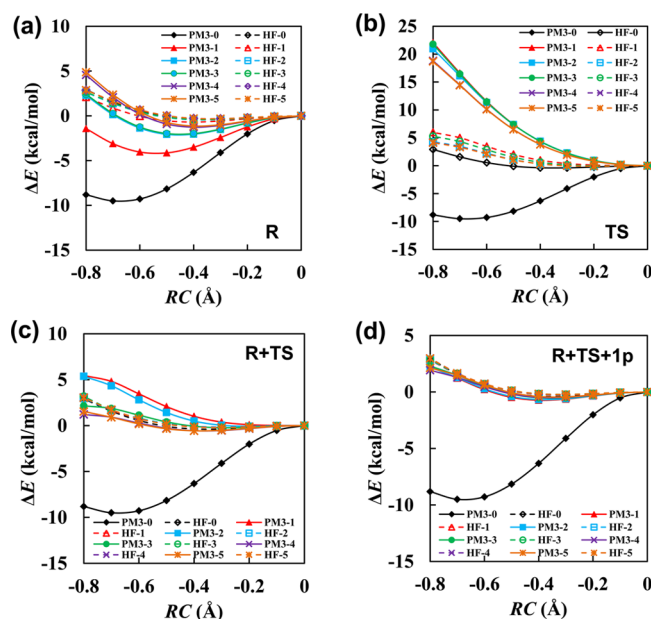 (a)
ΔE (kcal/mol)
10
5
0
-5
-10
-15
PM3-0 HF-0
PM3-1 HF-1
PM3-2 HF-2
PM3-3 HF-3
PM3-4 HF-4
PM3-5 HF-5
R
-0.8 -0.6 -0.4 -0.2 0
RC (Å)
(b)
ΔE (kcal/mol)
25
20
15
10
5
0
-5
-10
-15
PM3-0 HF-0
PM3-1 HF-1
PM3-2 HF-2
PM3-3 HF-3
PM3-4 HF-4
PM3-5 HF-5
TS
-0.8 -0.6 -0.4 -0.2 0
RC (Å)
(c)
ΔE (kcal/mol)
10
5
0
-5
-10
-15
R+TS
PM3-0 HF-0 PM3-1
HF-1 PM3-2 HF-2
PM3-3 HF-3 PM3-4
HF-4 PM3-5 HF-5
-0.8 -0.6 -0.4 -0.2 0
RC (Å)
(d)
ΔE (kcal/mol)
5
0
-5
-10
-15
R+TS+1p
PM3-0 HF-0 PM3-1
HF-1 PM3-2 HF-2
PM3-3 HF-3 PM3-4
HF-4 PM3-5 HF-5
-0.8 -0.6 -0.4 -0.2 0
RC (Å)